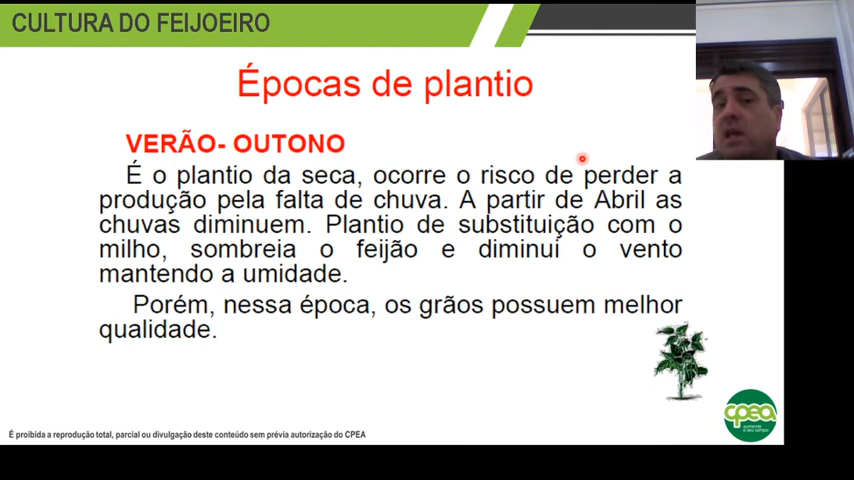 CULTURA DO FEIJOEIRO
Épocas de plantio
VERÃO- OUTONO
É o plantio da seca, ocorre o risco de perder a
produção pela falta de chuva. A partir de Abril as
chuvas diminuem. Plantio de substituição com o
milho, sombreia o feijão e diminui o vento
mantendo a umidade.
Porém, nessa época, os grãos possuem melhor
qualidade.
cpea
aumente
o seu campo
É proibida a reprodução total, parcial ou divulgação deste conteúdo sem prévia autorização do CPEA